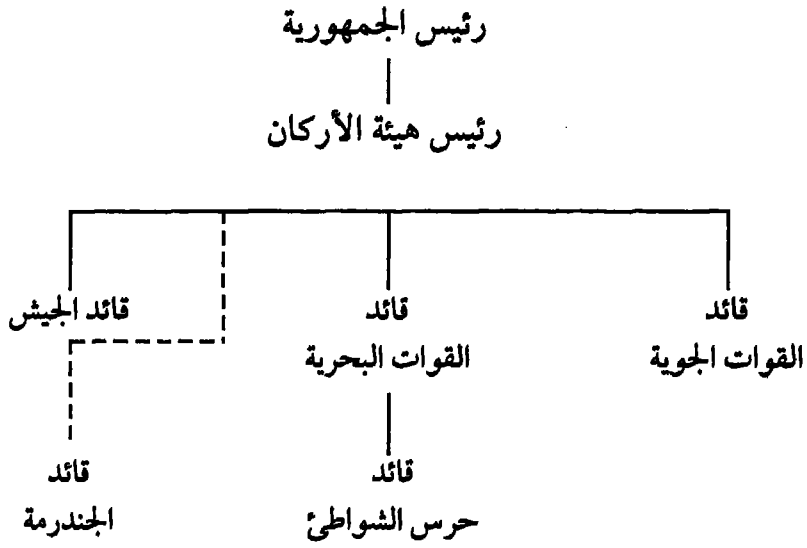 رئيس الجمهورية
رئيس هيئة الأركان
قائد
القوات الجوية
قائد
القوات البحرية
قائد الجيش
قائد
حرس الشواطئ
قائد
الجندرمة